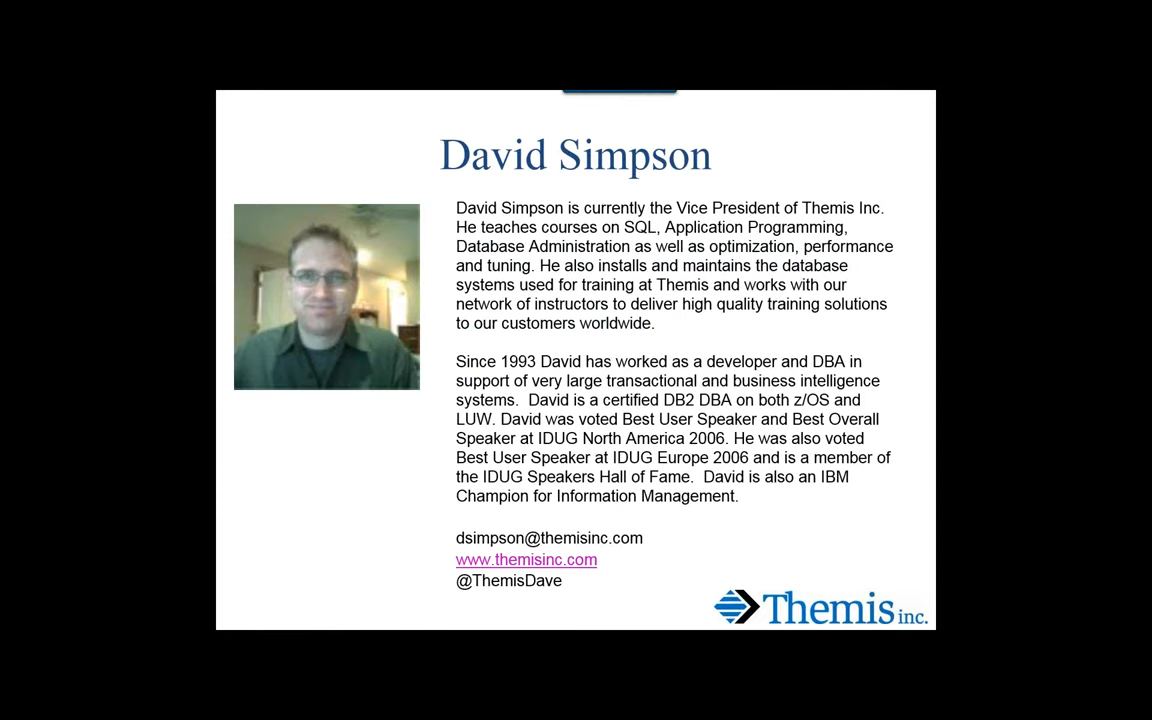 David Simpson
David Simpson is currently the Vice President of Themis Inc.
He teaches courses on SQL, Application Programming,
Database Administration as well as optimization, performance
and tuning. He also installs and maintains the database
systems used for training at Themis and works with our
network of instructors to deliver high quality training solutions
to our customers worldwide.
Since 1993 David has worked as a developer and DBA in
support of very large transactional and business intelligence
systems.  David is a certified DB2 DBA on both z/OS and
LUW. David was voted Best User Speaker and Best Overall
Speaker at IDUG North America 2006. He was also voted
Best User Speaker at IDUG Europe 2006 and is a member of
the IDUG Speakers Hall of Fame.  David is also an IBM
Champion for Information Management.
dsimpson@themisinc.com
www.themisinc.com
@ThemisDave
Themis inc.